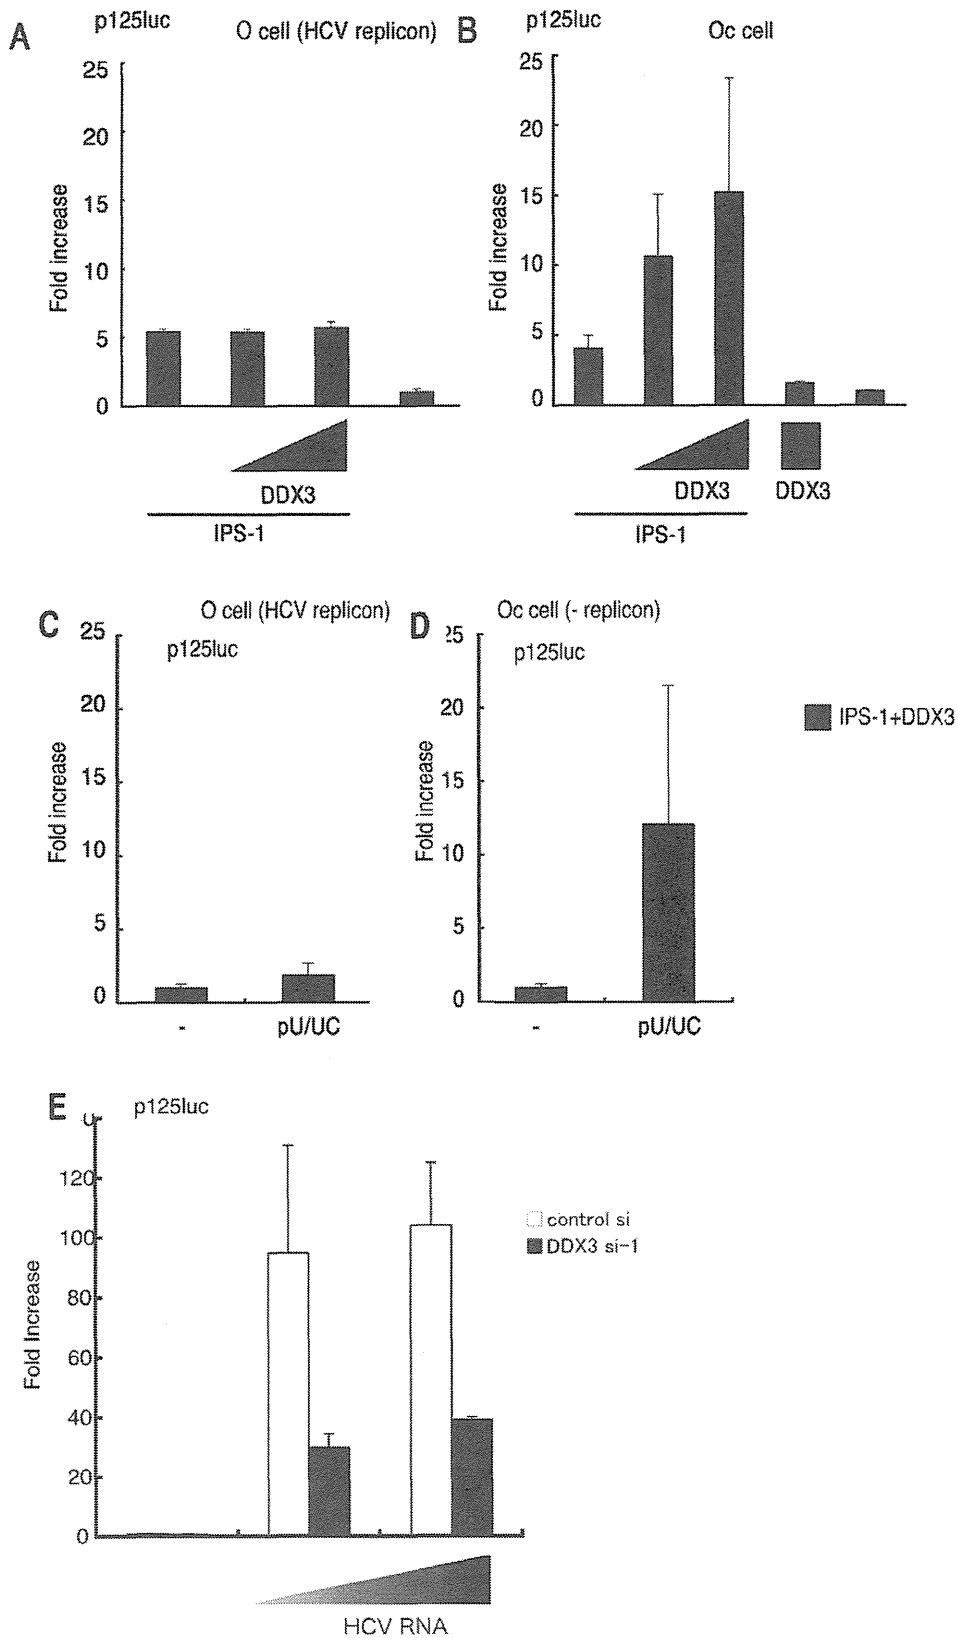 A
p125luc
O cell (HCV replicon)
25
20
15
10
5
0
Fold increase
DDX3
IPS-1
B
p125luc
Oc cell
25
20
15
10
5
0
Fold increase
DDX3
DDX3
IPS-1
C
O cell (HCV replicon)
p125luc
25
20
15
10
5
0
Fold increase
-
pU/UC
D
Oc cell (- replicon)
p125luc
25
20
15
10
5
0
Fold increase
-
pU/UC
IPS-1+DDX3
E
p125luc
120
100
80
60
40
20
0
Fold Increase
control si
DDX3 si-1
HCV RNA